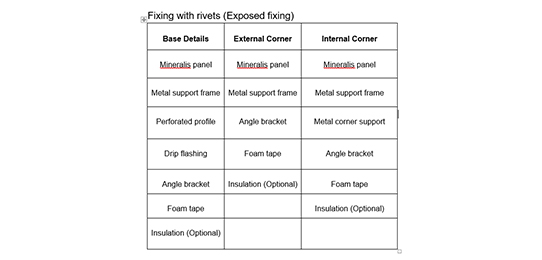 Fixing with rivets (Exposed fixing)
Base Details External Corner Internal Corner
Mineralis panel Mineralis panel Mineralis panel
Metal support frame Metal support frame Metal support frame
Perforated profile Angle bracket Metal corner support
Drip flashing Foam tape Angle bracket
Angle bracket Insulation (Optional) Foam tape
Foam tape Insulation (Optional)
Insulation (Optional)